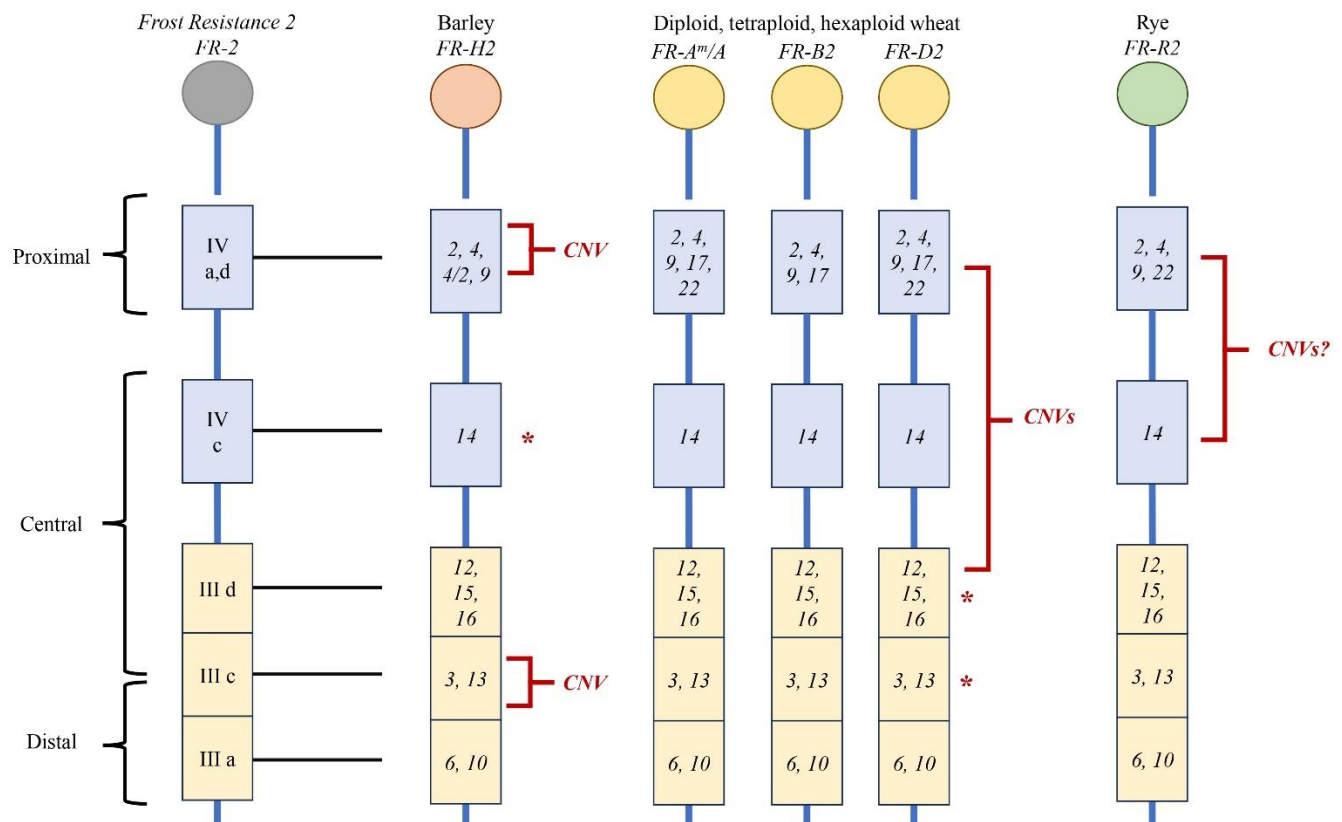 Frost Resistance 2
FR-2
Barley
FR-H2
Diploid, tetraploid, hexaploid wheat
FR-Aᵐ/A
FR-B2
FR-D2
Rye
FR-R2
Proximal
IV
a,d
2, 4,
4/2, 9
CNV
2, 4,
9, 17,
22
2, 4,
9, 17
2, 4,
9, 17,
22
2, 4,
9, 22
CNVs?
Central
IV
c
14
*
14
14
14
CNVs
14
III d
12,
15,
16
12,
15,
16
12,
15,
16
12,
15,
16
*
12,
15,
16
III c
3, 13
CNV
3, 13
3, 13
3, 13
*
3, 13
Distal
III a
6, 10
6, 10
6, 10
6, 10
6, 10